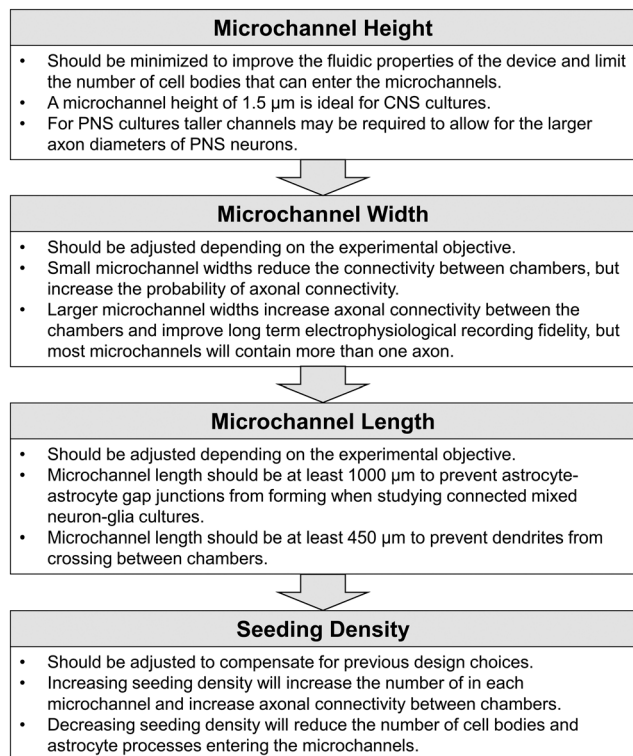 Microchannel Height
• Should be minimized to improve the fluidic properties of the device and limit
the number of cell bodies that can enter the microchannels.
• A microchannel height of 1.5 µm is ideal for CNS cultures.
• For PNS cultures taller channels may be required to allow for the larger
axon diameters of PNS neurons.
Microchannel Width
• Should be adjusted depending on the experimental objective.
• Small microchannel widths reduce the connectivity between chambers, but
increase the probability of axonal connectivity.
• Larger microchannel widths increase axonal connectivity between the
chambers and improve long term electrophysiological recording fidelity, but
most microchannels will contain more than one axon.
Microchannel Length
• Should be adjusted depending on the experimental objective.
• Microchannel length should be at least 1000 µm to prevent astrocyte-
astrocyte gap junctions from forming when studying connected mixed
neuron-glia cultures.
• Microchannel length should be at least 450 µm to prevent dendrites from
crossing between chambers.
Seeding Density
• Should be adjusted to compensate for previous design choices.
• Increasing seeding density will increase the number of in each
microchannel and increase axonal connectivity between chambers.
• Decreasing seeding density will reduce the number of cell bodies and
astrocyte processes entering the microchannels.